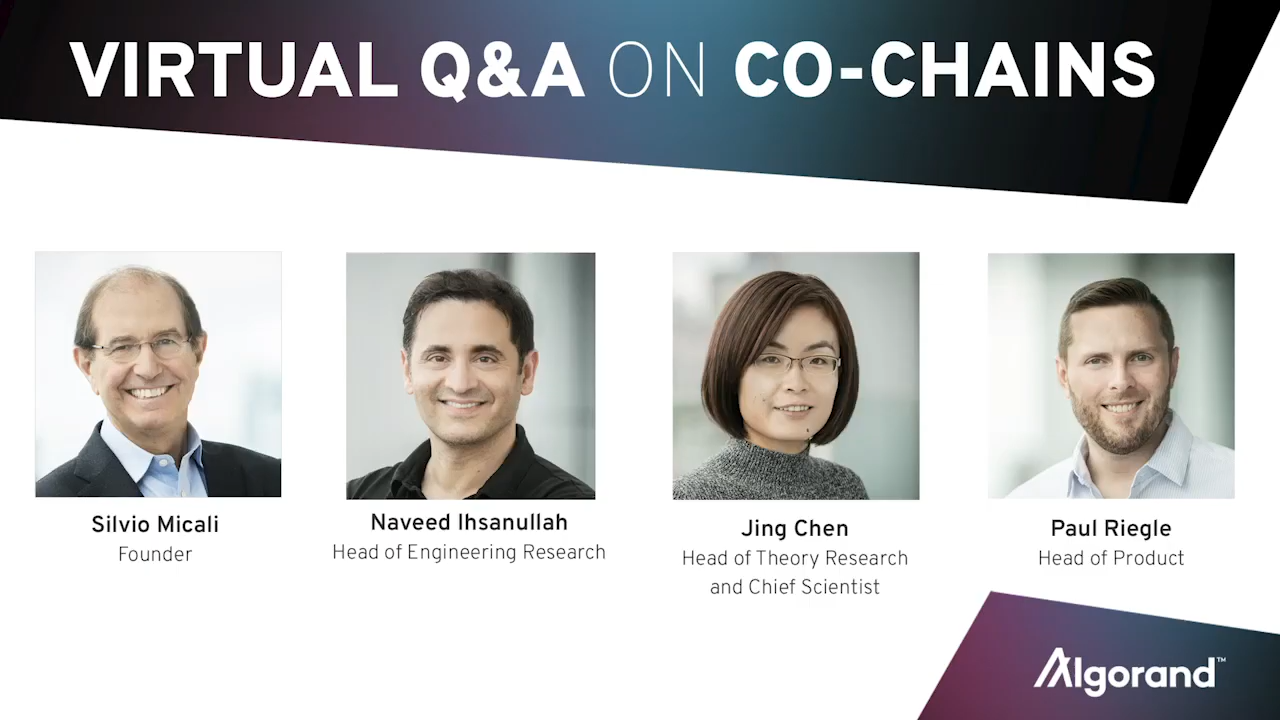 VIRTUAL Q&A ON CO-CHAINS
Silvio Micali
Founder
Naveed Ihsanullah
Head of Engineering Research
Jing Chen
Head of Theory Research
and Chief Scientist
Paul Riegle
Head of Product
Algorand™